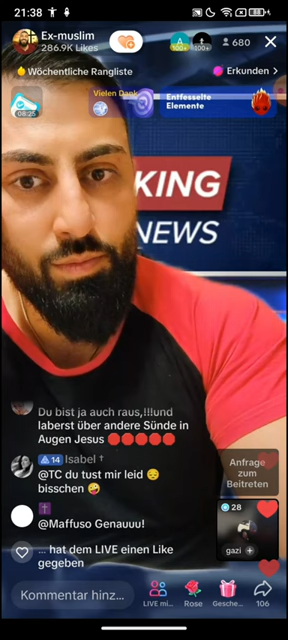 21:38
Ex-muslim
286.9K Likes
100+
100+
680
Wöchentliche Rangliste
Erkunden >
08:25
Vielen Dank
Entfesselte
Elemente
KING
NEWS
Du bist ja auch raus,!!!und
laberst über andere Sünde in
Augen Jesus 🛑🛑🛑🛑🛑
14 Isabel †
@TC du tust mir leid 😔
bisschen 🤪
@Maffuso Genauuu!
... hat dem LIVE einen Like
gegeben
Anfrage
zum
Beitreten
28
gazi +
Kommentar hinz...
LIVE mi...
Rose
Gesche...
106